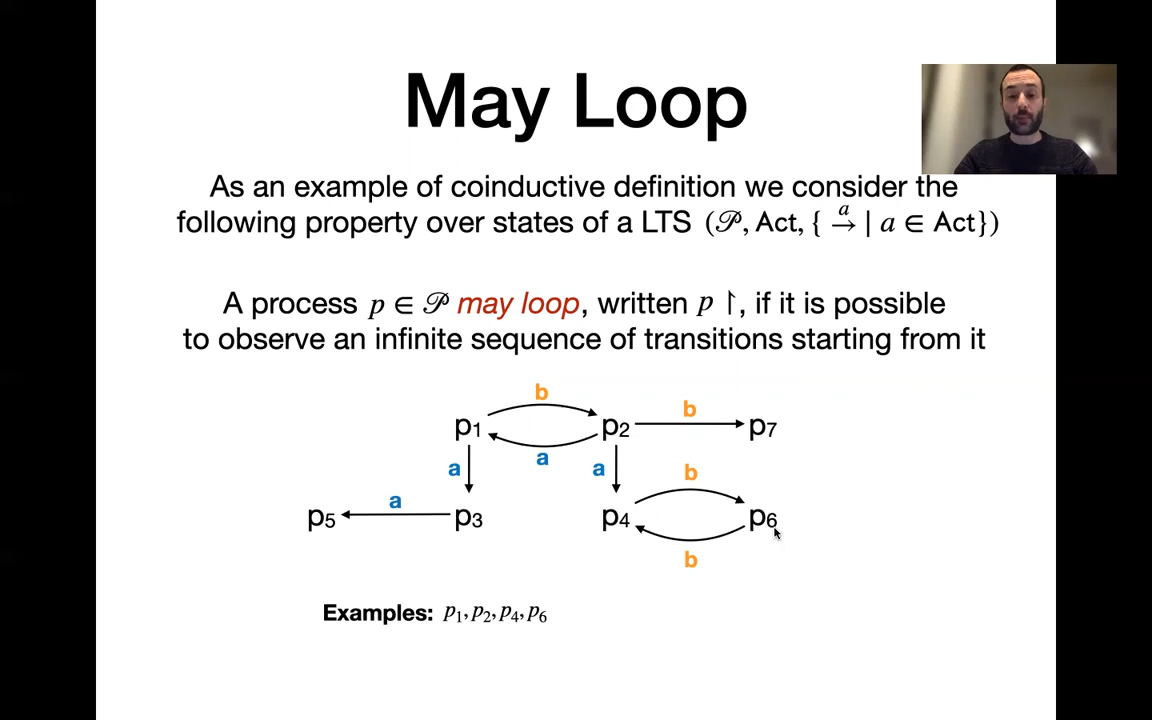 May Loop
As an example of coinductive definition we consider the
following property over states of a LTS (𝒫, Act, { →ᵃ | a ∈ Act})
A process p ∈ 𝒫 may loop, written p ↾, if it is possible
to observe an infinite sequence of transitions starting from it
b
p₁ p₂ b p₇
a a a b
p₅ a p₃ p₄ p₆
b
Examples: p₁, p₂, p₄, p₆